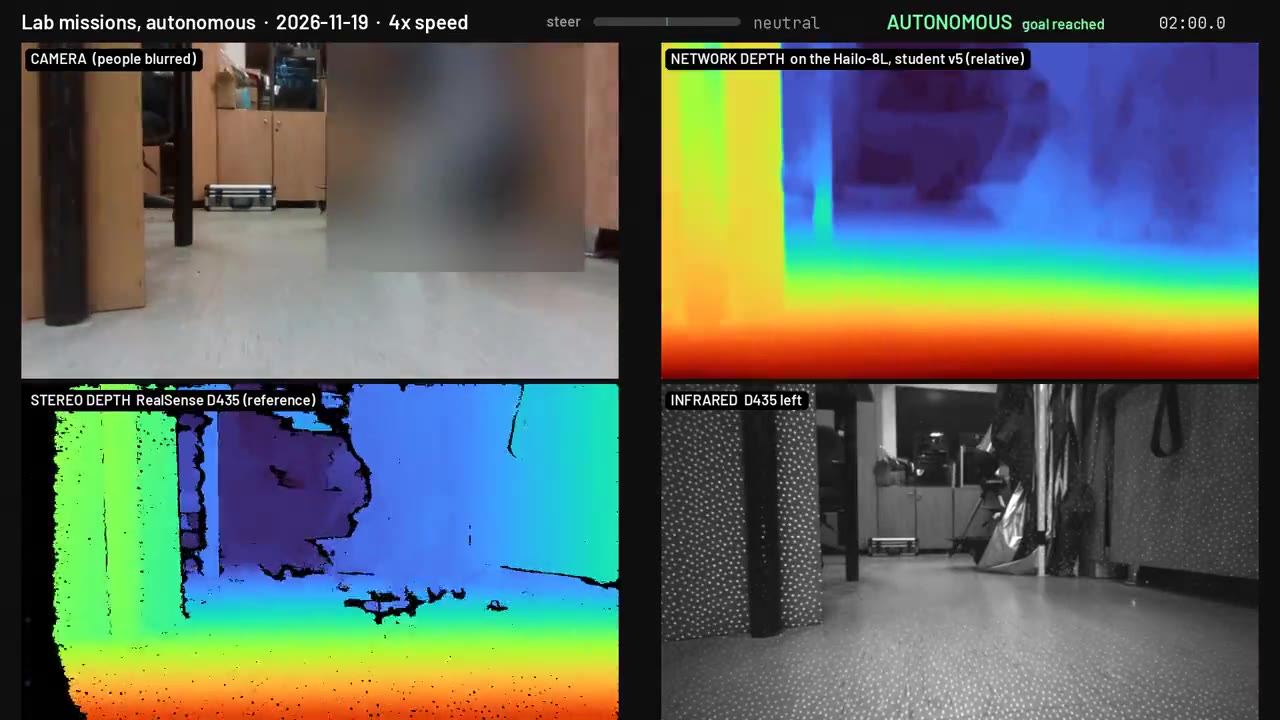 Lab missions, autonomous · 2026-11-19 · 4x speed
steer neutral AUTONOMOUS goal reached 02:00.0
CAMERA (people blurred)
NETWORK DEPTH on the Hailo-8L, student v5 (relative)
STEREO DEPTH RealSense D435 (reference)
INFRARED D435 left